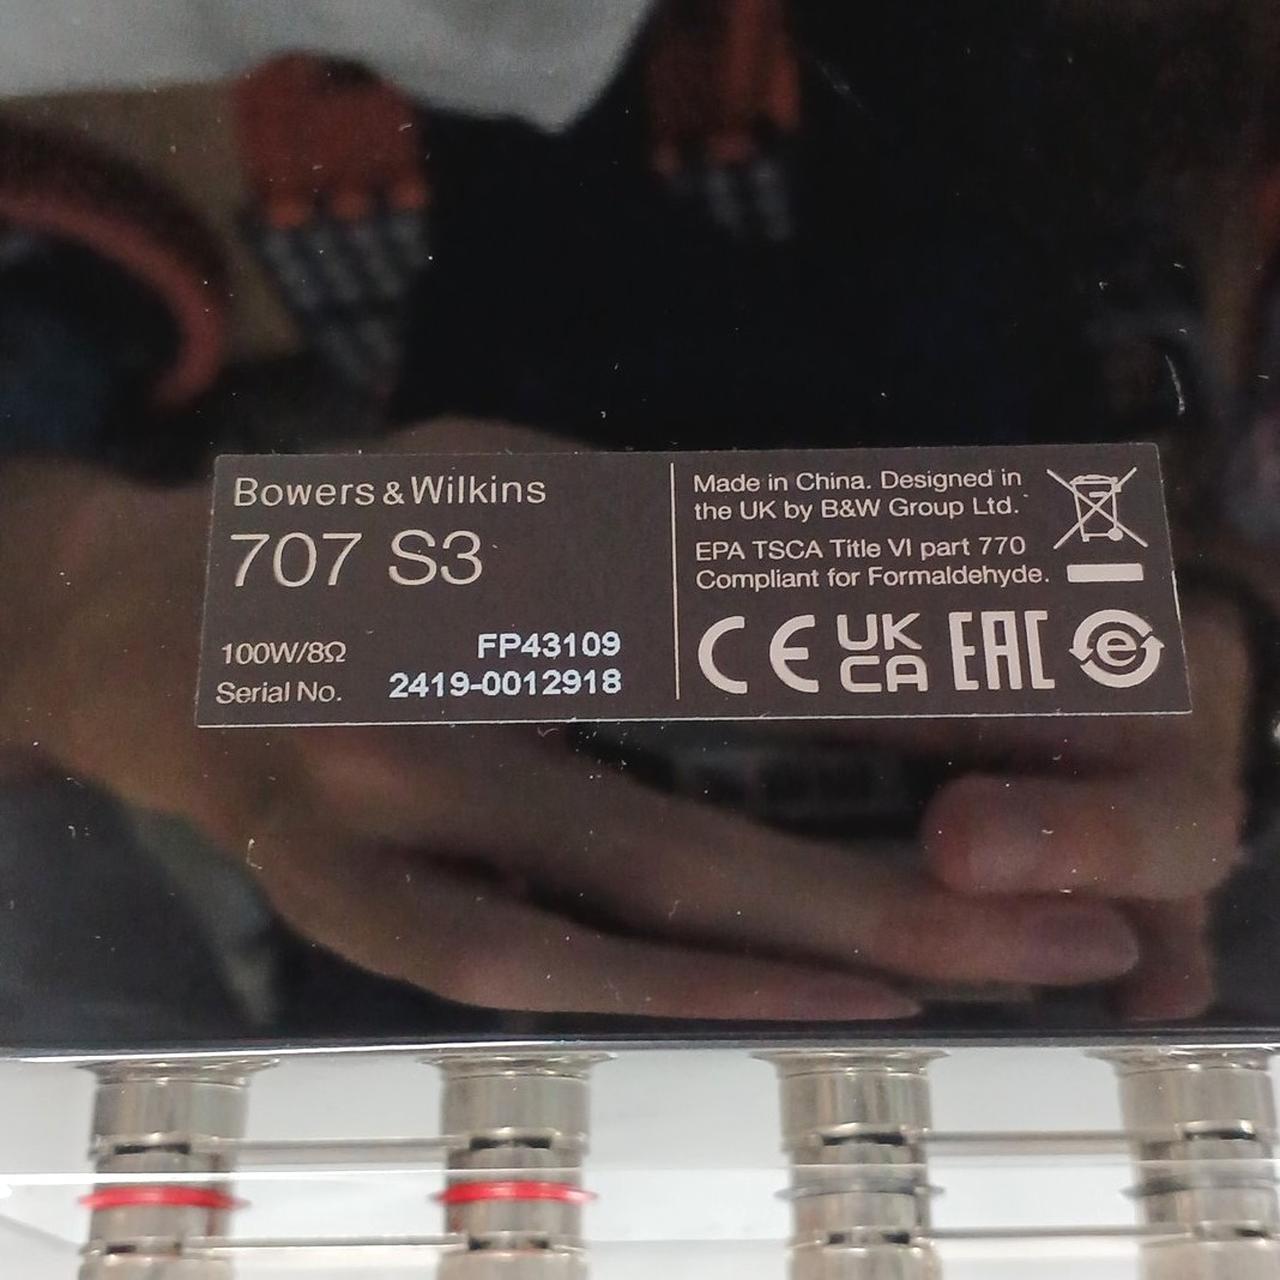 Bowers & Wilkins
707 S3
100W/8Ω
FP43109
Serial No. 2419-0012918
Made in China. Designed in
the UK by B&W Group Ltd.
EPA TSCA Title VI part 770
Compliant for Formaldehyde.
CE UK
CA EAC e